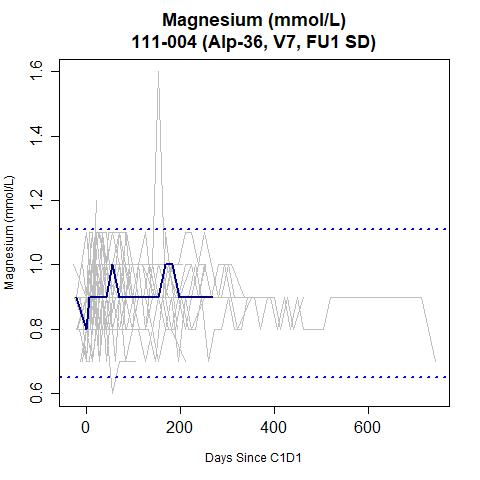 Magnesium (mmol/L)
111-004 (Alp-36, V7, FU1 SD)
Magnesium (mmol/L)
1.6
1.4
1.2
1.0
0.8
0.6
0
200
400
600
Days Since C1D1